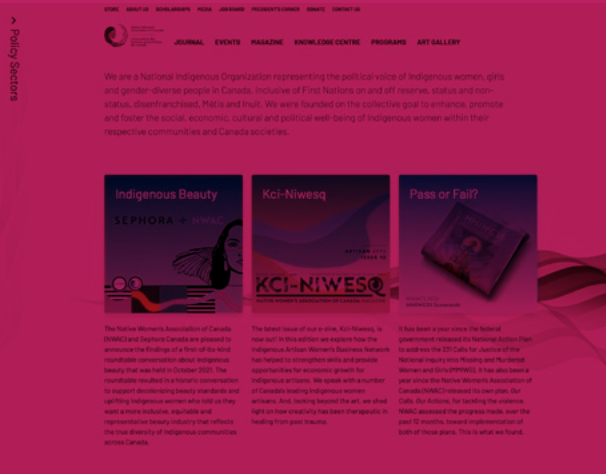 STORE ABOUT US SCHOLARSHIPS MEDIA JOIN NWAC PRESIDENT'S CORNER DONATE CONTACT US
JOURNAL EVENTS MAGAZINE KNOWLEDGE CENTRE PROGRAMS ART GALLERY
Policy Sectors
We are a National Indigenous Organization representing the political voice of Indigenous women, girls
and gender-diverse people in Canada, inclusive of First Nations on and off reserve, status and non-
status, disenfranchised, Métis and Inuit. We were founded on the collective goal to enhance, promote
and foster the social, economic, cultural and political well-being of Indigenous women within their
respective communities and Canada societies.
Indigenous Beauty
SEPHORA + NWAC
The Native Women's Association of Canada
(NWAC) and Sephora Canada are pleased to
announce the findings of a first-of-its-kind
roundtable conversation about Indigenous
beauty that was held in October 2021. The
roundtable resulted in a historic conversation
to support decolonizing beauty standards and
uplifting Indigenous women who told us they
want a more inclusive, equitable and
representative beauty industry that reflects
the true diversity of Indigenous communities
across Canada.
Kci-Niwesq
ISSUE
KCI-NIWESQ
NATIVE WOMEN'S ASSOCIATION OF CANADA
The latest issue of our e-zine, Kci-Niwesq, is
now out! In this edition we explore how the
Indigenous Artisan Women's Business Network
has helped to strengthen skills and provide
opportunities for economic growth for
Indigenous artisans. We speak with a number
of Canada's leading Indigenous women
artisans. And, looking beyond the art, we shed
light on how creativity has been therapeutic in
healing from past trauma.
Pass or Fail?
It has been a year since the federal
government released its National Action Plan
to address the 231 Calls for Justice of the
National Inquiry into Missing and Murdered
Women and Girls (MMIWG). It has also been a
year since the Native Women's Association of
Canada (NWAC) released its own plan, Our
Calls, Our Actions, for tackling the violence.
NWAC assessed the progress made, over the
past 12 months, toward implementation of
both of those plans. This is what we found.